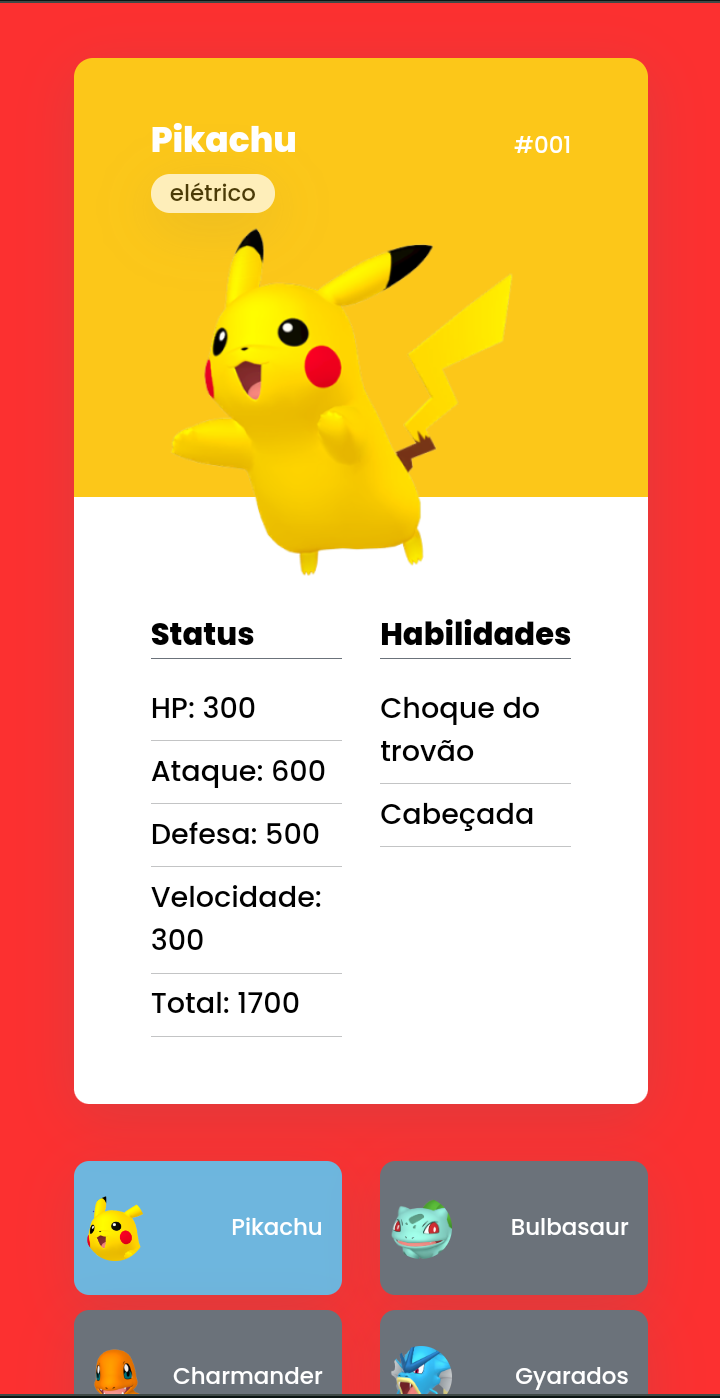 Pikachu
#001
elétrico
Status
HP: 300
Ataque: 600
Defesa: 500
Velocidade:
300
Total: 1700
Habilidades
Choque do
trovão
Cabeçada
Pikachu
Bulbasaur
Charmander
Gyarados